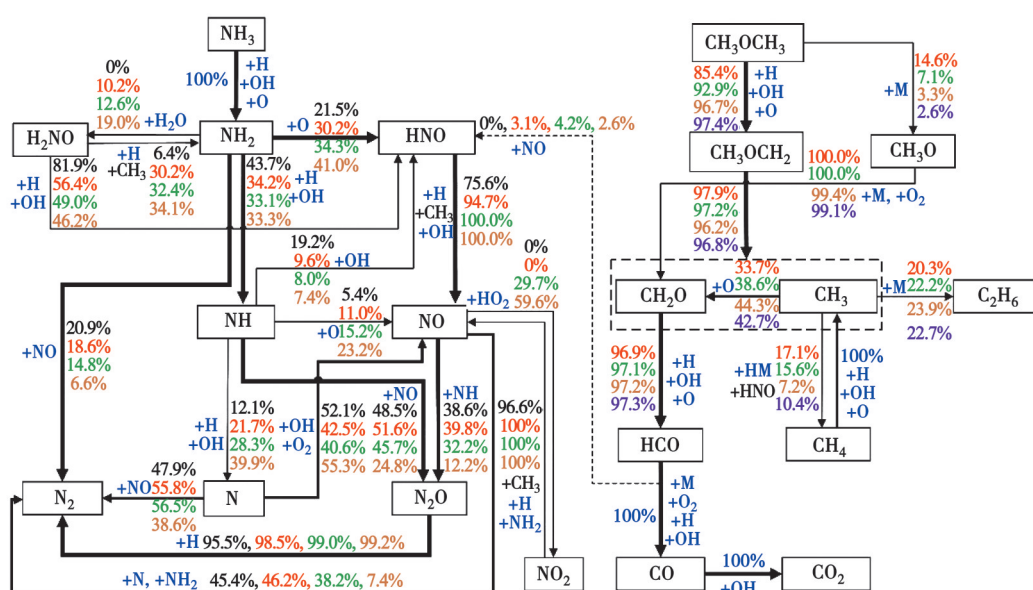 NH3
100%
+H
+OH
+O
0%
10.2%
12.6%
19.0%
+H2O
H2NO
NH2
+O
21.5%
30.2%
34.3%
41.0%
HNO
0%, 3.1%, 4.2%, 2.6%
+NO
+H
+CH3
6.4%
30.2%
32.4%
34.1%
+H
+OH
81.9%
56.4%
49.0%
46.2%
43.7%
34.2%
33.1%
33.3%
+H
+OH
+H
+CH3
+OH
75.6%
94.7%
100.0%
100.0%
19.2%
9.6%
8.0%
7.4%
+OH
0%
0%
29.7%
59.6%
+HO2
NH
5.4%
11.0%
15.2%
23.2%
+O
NO
+NO
20.9%
18.6%
14.8%
6.6%
+H
+OH
12.1%
21.7%
28.3%
39.9%
+OH
+O2
52.1%
42.5%
40.6%
55.3%
+NO
48.5%
51.6%
45.7%
24.8%
+NH
38.6%
39.8%
32.2%
12.2%
96.6%
100%
100%
100%
+CH3
+H
+NH2
N2
+NO
47.9%
55.8%
56.5%
38.6%
N
N2O
+H 95.5%, 98.5%, 99.0%, 99.2%
+N, +NH2 45.4%, 46.2%, 38.2%, 7.4%
NO2
CH3OCH3
85.4%
92.9%
96.7%
97.4%
+H
+OH
+O
+M
14.6%
7.1%
3.3%
2.6%
CH3OCH2
CH3O
100.0%
100.0%
99.4%
99.1%
+M, +O2
97.9%
97.2%
96.2%
96.8%
CH2O
+O
33.7%
38.6%
44.3%
42.7%
CH3
+M
20.3%
22.2%
23.9%
22.7%
C2H6
96.9%
97.1%
97.2%
97.3%
+H
+OH
+O
+HM
+HNO
17.1%
15.6%
7.2%
10.4%
100%
+H
+OH
+O
HCO
CH4
100%
+M
+O2
+H
+OH
CO
100%
+OH
CO2